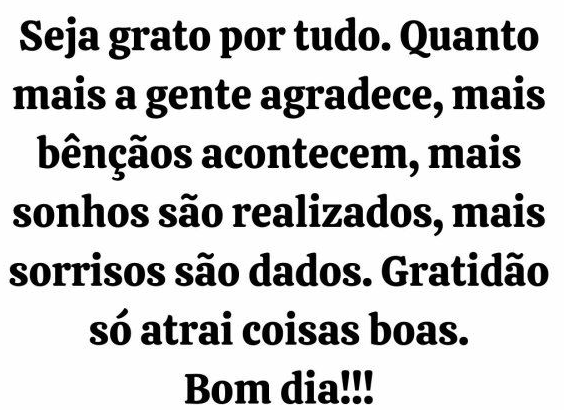 Seja grato por tudo. Quanto
mais a gente agradece, mais
bênçãos acontecem, mais
sonhos são realizados, mais
sorrisos são dados. Gratidão
só atrai coisas boas.
Bom dia!!!